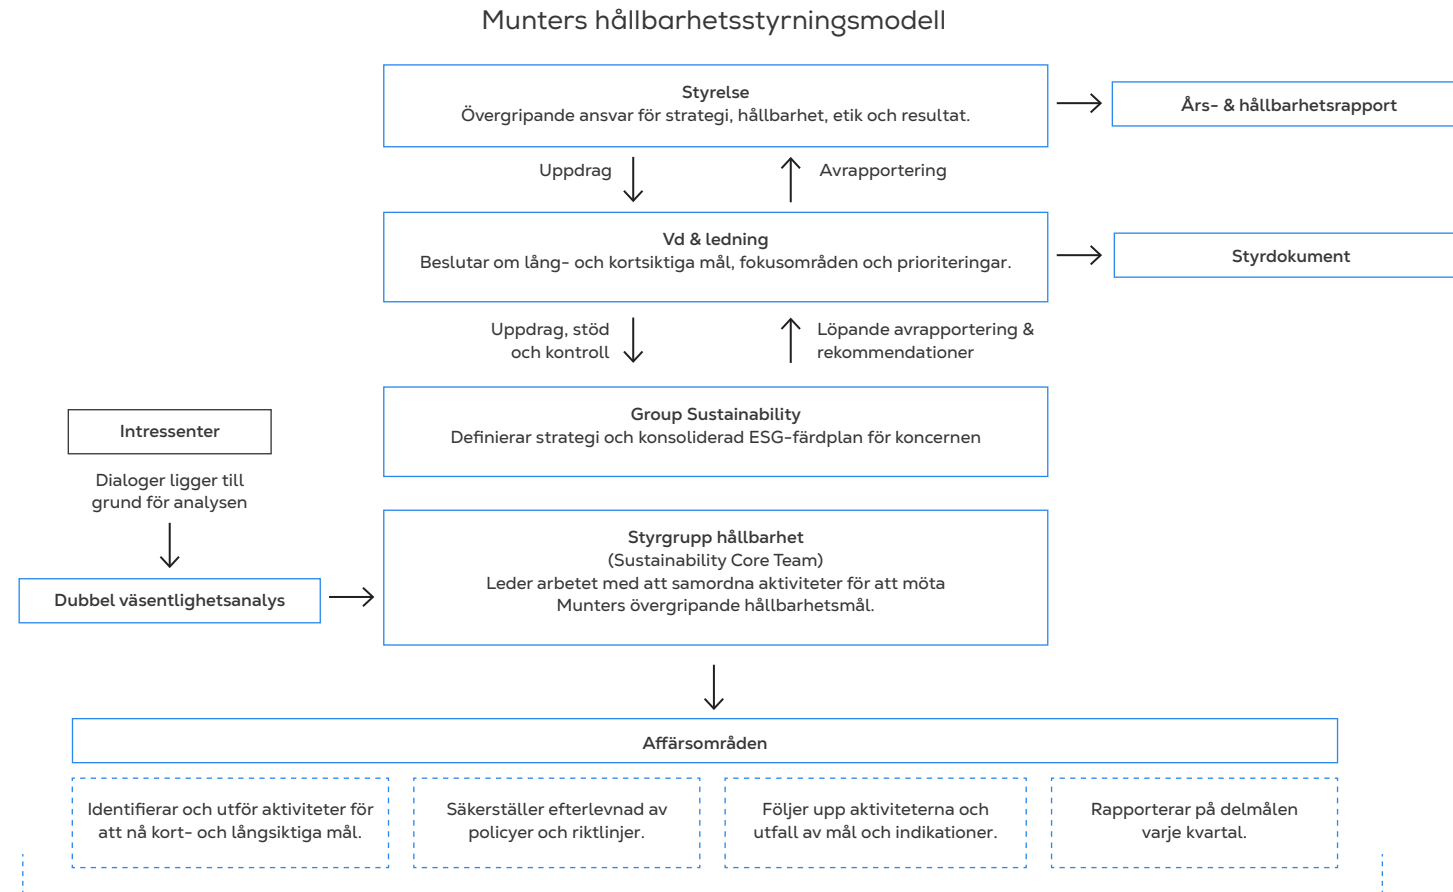 Munters hållbarhetsstyrningsmodell
Styrelse
Övergripande ansvar för strategi, hållbarhet, etik och resultat.
Års- & hållbarhetsrapport
Uppdrag
Avrapportering
Vd & ledning
Beslutar om lång- och kortsiktiga mål, fokusområden och prioriteringar.
Styrdokument
Uppdrag, stöd
och kontroll
Löpande avrapportering &
rekommendationer
Group Sustainability
Definierar strategi och konsoliderad ESG-färdplan för koncernen
Intressenter
Dialoger ligger till
grund för analysen
Dubbel väsentlighetsanalys
Styrgrupp hållbarhet
(Sustainability Core Team)
Leder arbetet med att samordna aktiviteter för att möta
Munters övergripande hållbarhetsmål.
Affärsområden
Identifierar och utför aktiviteter för
att nå kort- och långsiktiga mål.
Säkerställer efterlevnad av
policyer och riktlinjer.
Följer upp aktiviteterna och
utfall av mål och indikationer.
Rapporterar på delmålen
varje kvartal.